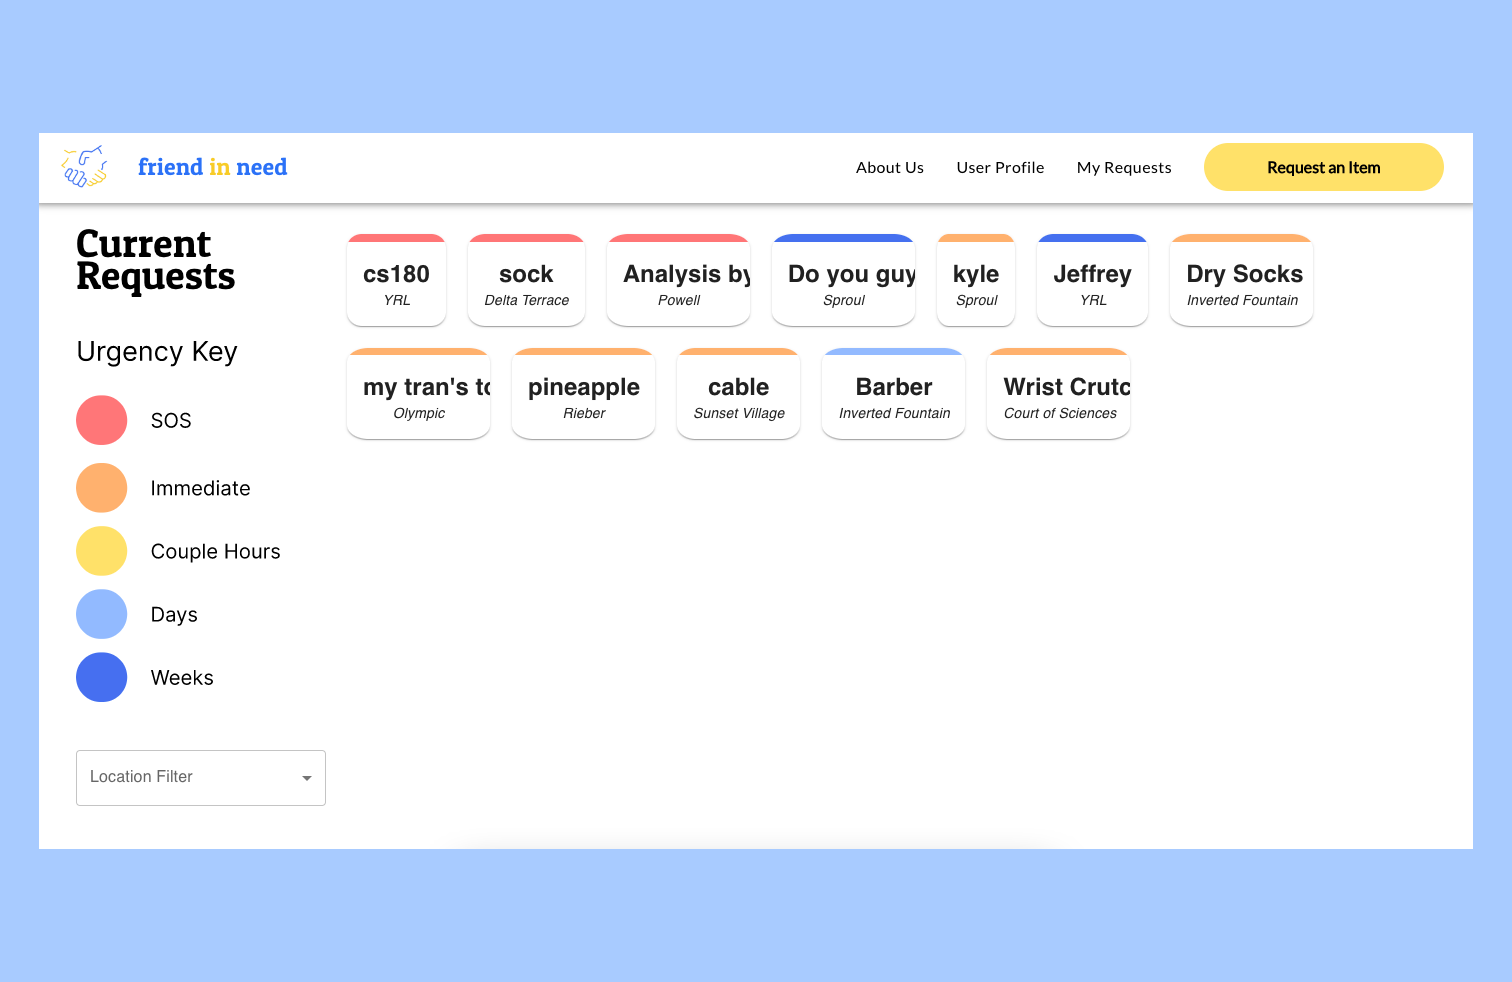 friend in need
About Us
User Profile
My Requests
Request an Item
Current
Requests
Urgency Key
SOS
Immediate
Couple Hours
Days
Weeks
Location Filter
cs180
YRL
sock
Delta Terrace
Analysis by
Powell
Do you guy
Sproul
kyle
Sproul
Jeffrey
YRL
Dry Socks
Inverted Fountain
my tran's to
Olympic
pineapple
Rieber
cable
Sunset Village
Barber
Inverted Fountain
Wrist Crutc
Court of Sciences